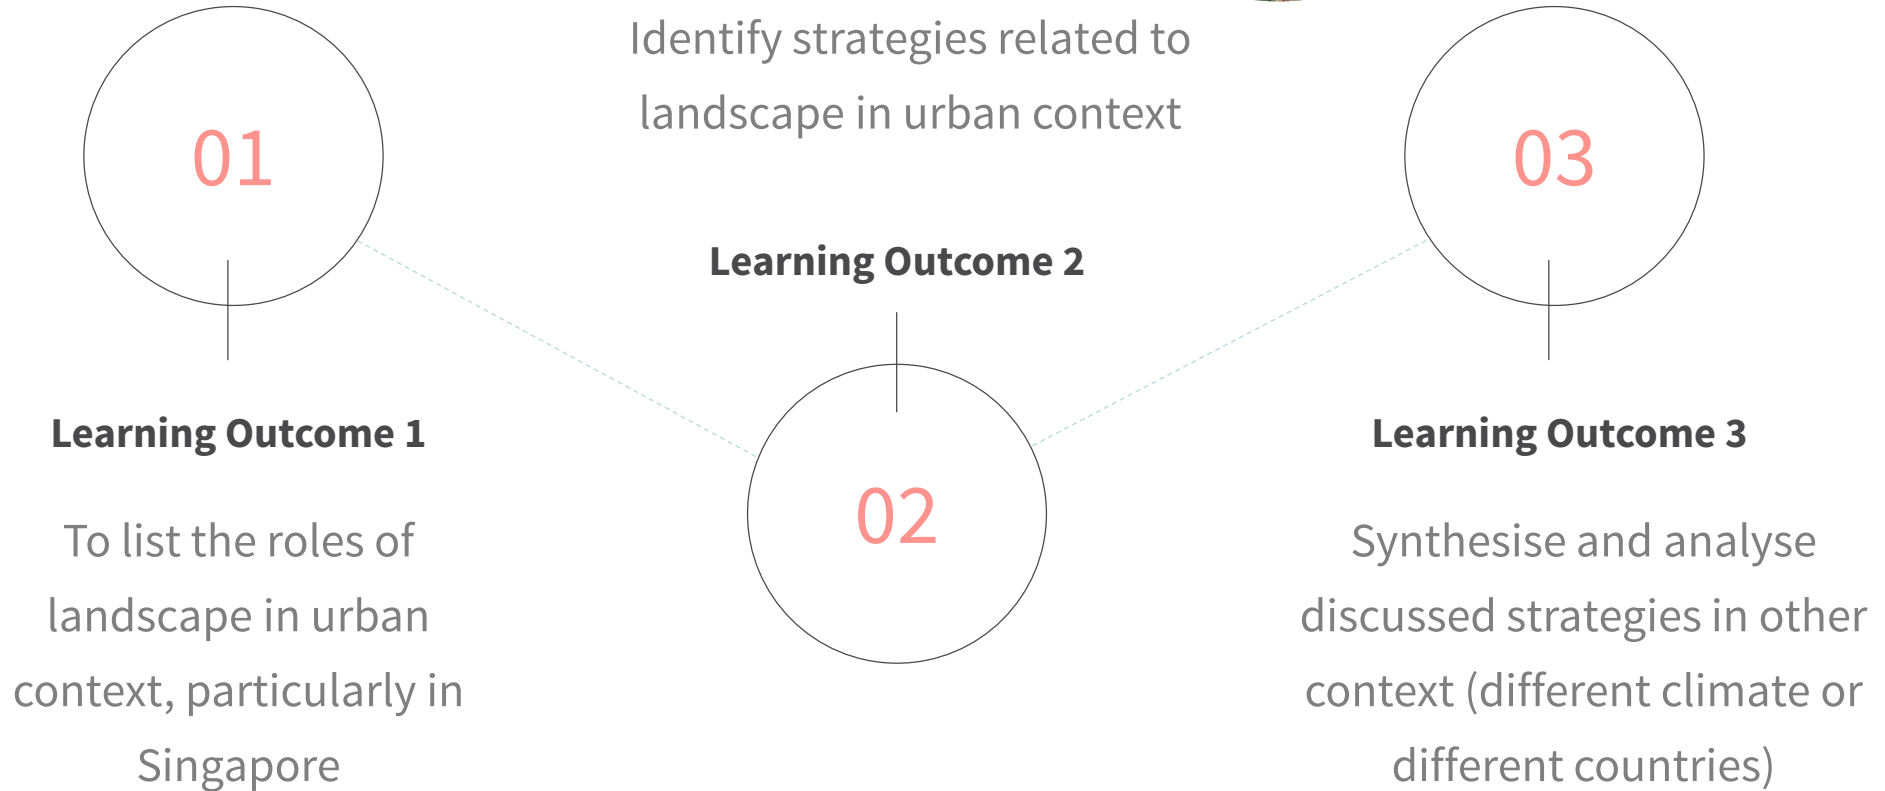 01
Learning Outcome 1
To list the roles of
landscape in urban
context, particularly in
Singapore
Identify strategies related to
landscape in urban context
Learning Outcome 2
02
03
Learning Outcome 3
Synthesise and analyse
discussed strategies in other
context (different climate or
different countries)